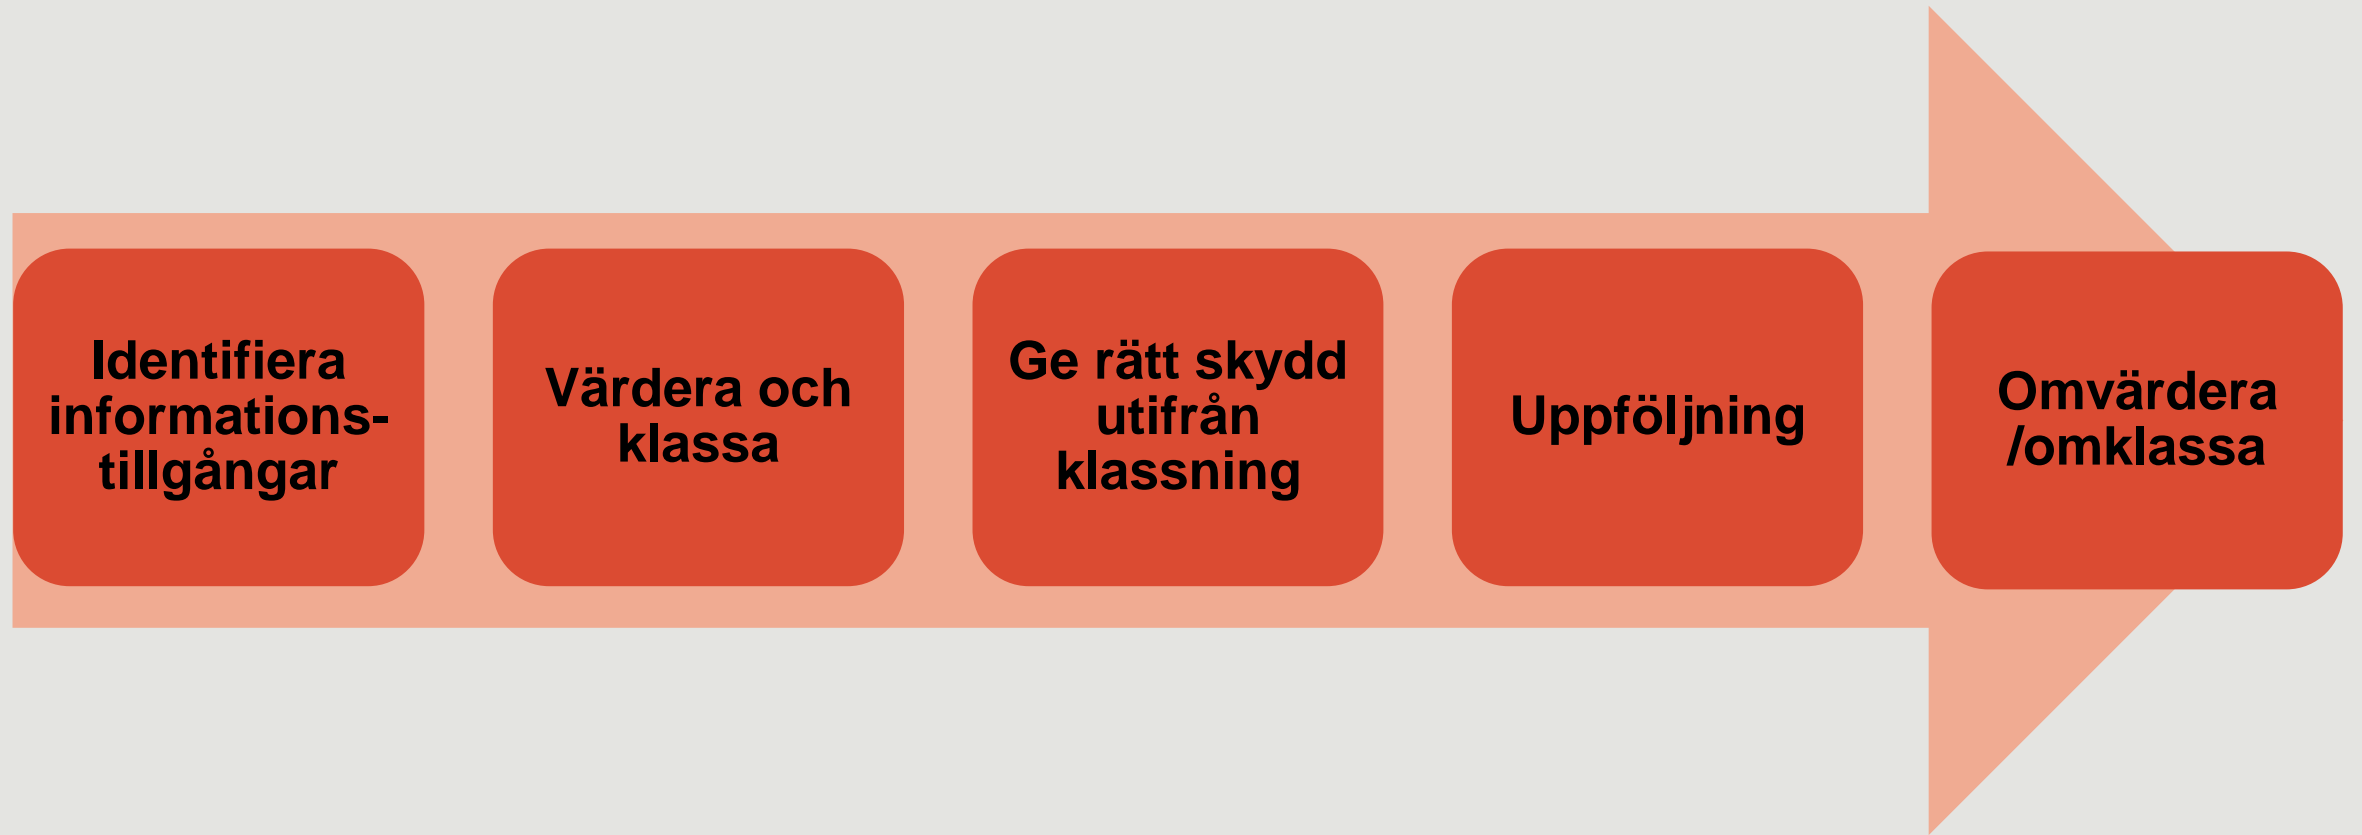 Identifiera
informations-
tillgångar
Värdera och
klassa
Ge rätt skydd
utifrån
klassning
Uppföljning
Omvärdera
/omklassa